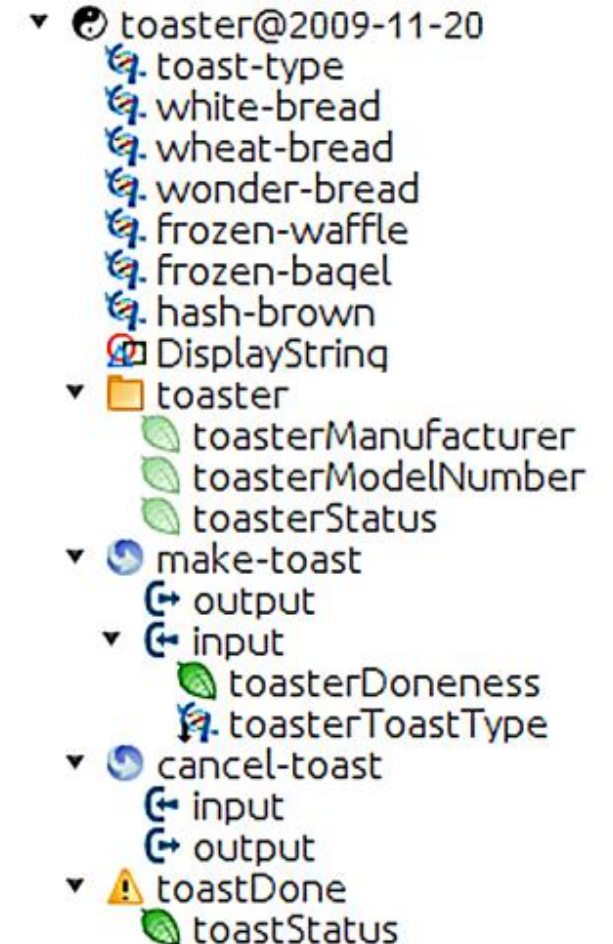 toaster@2009-11-20
toast-type
white-bread
wheat-bread
wonder-bread
frozen-waffle
frozen-bagel
hash-brown
DisplayString
toaster
toasterManufacturer
toasterModelNumber
toasterStatus
make-toast
output
input
toasterDoneness
toasterToastType
cancel-toast
input
output
toastDone
toastStatus